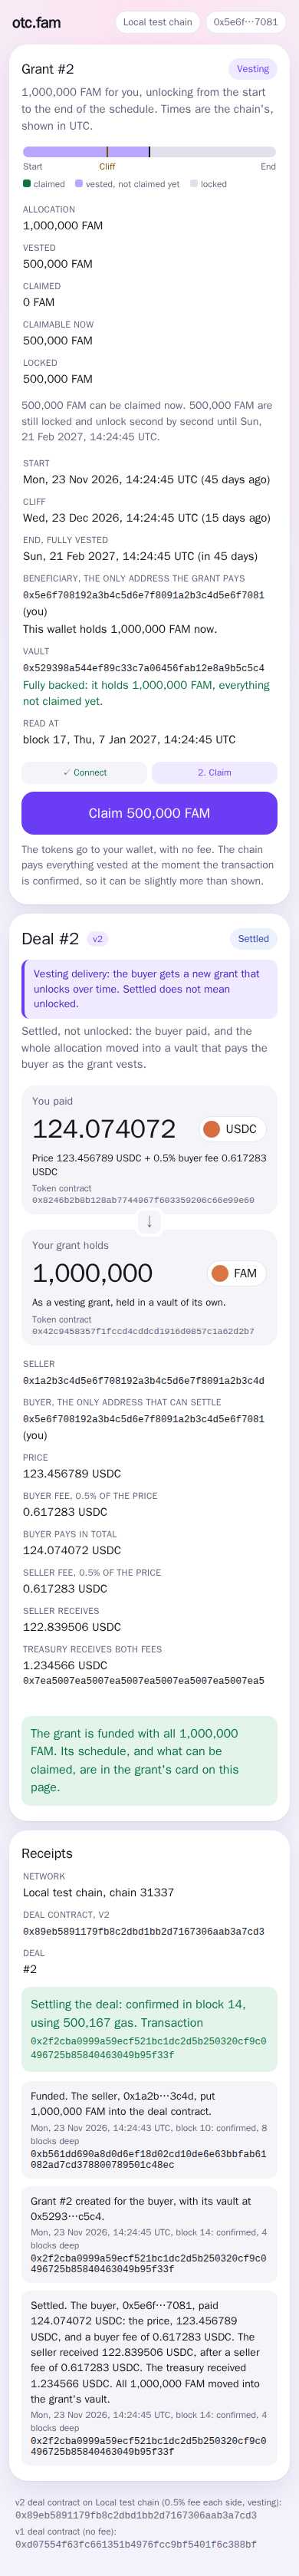 otc.fam
Local test chain
0x5e6f···7081
Grant #2
Vesting
1,000,000 FAM for you, unlocking from the start
to the end of the schedule. Times are the chain's,
shown in UTC.
Start
Cliff
End
claimed
vested, not claimed yet
locked
ALLOCATION
1,000,000 FAM
VESTED
500,000 FAM
CLAIMED
0 FAM
CLAIMABLE NOW
500,000 FAM
LOCKED
500,000 FAM
500,000 FAM can be claimed now. 500,000 FAM are
still locked and unlock second by second until Sun,
21 Feb 2027, 14:24:45 UTC.
START
Mon, 23 Nov 2026, 14:24:45 UTC (45 days ago)
CLIFF
Wed, 23 Dec 2026, 14:24:45 UTC (15 days ago)
END, FULLY VESTED
Sun, 21 Feb 2027, 14:24:45 UTC (in 45 days)
BENEFICIARY, THE ONLY ADDRESS THE GRANT PAYS
0x5e6f708192a3b4c5d6e7f8091a2b3c4d5e6f7081
(you)
This wallet holds 1,000,000 FAM now.
VAULT
0x529398a544ef89c33c7a06456fab12e8a9b5c5c4
Fully backed: it holds 1,000,000 FAM, everything
not claimed yet.
READ AT
block 17, Thu, 7 Jan 2027, 14:24:45 UTC
✓ Connect
2. Claim
Claim 500,000 FAM
The tokens go to your wallet, with no fee. The chain
pays everything vested at the moment the transaction
is confirmed, so it can be slightly more than shown.
Deal #2
v2
Settled
Vesting delivery: the buyer gets a new grant that
unlocks over time. Settled does not mean
unlocked.
Settled, not unlocked: the buyer paid, and the
whole allocation moved into a vault that pays the
buyer as the grant vests.
You paid
124.074072
USDC
Price 123.456789 USDC + 0.5% buyer fee 0.617283
USDC
Token contract
0x8246b2b8b128ab7744967f603359206c66e99e60
↓
Your grant holds
1,000,000
FAM
As a vesting grant, held in a vault of its own.
Token contract
0x42c9458357f1fccd4cddcd1916d0857c1a62d2b7
SELLER
0x1a2b3c4d5e6f708192a3b4c5d6e7f8091a2b3c4d
BUYER, THE ONLY ADDRESS THAT CAN SETTLE
0x5e6f708192a3b4c5d6e7f8091a2b3c4d5e6f7081
(you)
PRICE
123.456789 USDC
BUYER FEE, 0.5% OF THE PRICE
0.617283 USDC
BUYER PAYS IN TOTAL
124.074072 USDC
SELLER FEE, 0.5% OF THE PRICE
0.617283 USDC
SELLER RECEIVES
122.839506 USDC
TREASURY RECEIVES BOTH FEES
1.234566 USDC
0x7ea5007ea5007ea5007ea5007ea5007ea5007ea5
The grant is funded with all 1,000,000
FAM. Its schedule, and what can be
claimed, are in the grant's card on this
page.
Receipts
NETWORK
Local test chain, chain 31337
DEAL CONTRACT, V2
0x89eb5891179fb8c2dbd1bb2d7167306aab3a7cd3
DEAL
#2
Settling the deal: confirmed in block 14,
using 500,167 gas. Transaction
0x2f2cba0999a59ecf521bc1dc2d5b250320cf9c0
496725b85840463049b95f33f
Funded. The seller, 0x1a2b···3c4d, put
1,000,000 FAM into the deal contract.
Mon, 23 Nov 2026, 14:24:43 UTC, block 10: confirmed, 8
blocks deep
0xb561dd690a8d0d6ef18d02cd10de6e63bbfab61
082ad7cd378800789501c48ec
Grant #2 created for the buyer, with its vault at
0x5293···c5c4.
Mon, 23 Nov 2026, 14:24:45 UTC, block 14: confirmed, 4
blocks deep
0x2f2cba0999a59ecf521bc1dc2d5b250320cf9c0
496725b85840463049b95f33f
Settled. The buyer, 0x5e6f···7081, paid
124.074072 USDC: the price, 123.456789
USDC, and a buyer fee of 0.617283 USDC. The
seller received 122.839506 USDC, after a seller
fee of 0.617283 USDC. The treasury received
1.234566 USDC. All 1,000,000 FAM moved into
the grant's vault.
Mon, 23 Nov 2026, 14:24:45 UTC, block 14: confirmed, 4
blocks deep
0x2f2cba0999a59ecf521bc1dc2d5b250320cf9c0
496725b85840463049b95f33f
v2 deal contract on Local test chain (0.5% fee each side, vesting):
0x89eb5891179fb8c2dbd1bb2d7167306aab3a7cd3
v1 deal contract (no fee):
0xd07554f63fc661351b4976fcc9bf5401f6c388bf